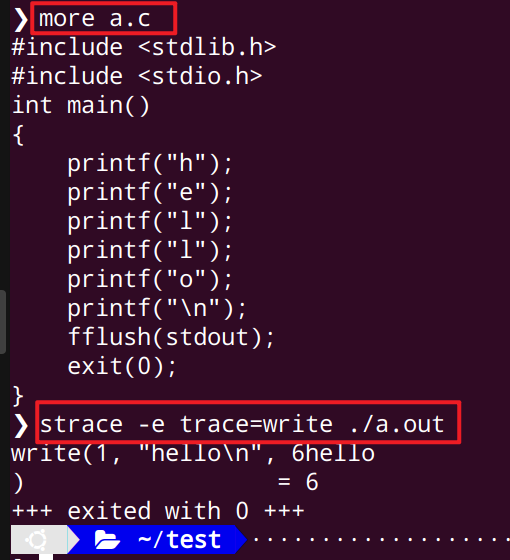 ❯ more a.c
#include <stdlib.h>
#include <stdio.h>
int main()
{
    printf("h");
    printf("e");
    printf("l");
    printf("l");
    printf("o");
    printf("\n");
    fflush(stdout);
    exit(0);
}
❯ strace -e trace=write ./a.out
write(1, "hello\n", 6hello
)                  = 6
+++ exited with 0 +++
~/test